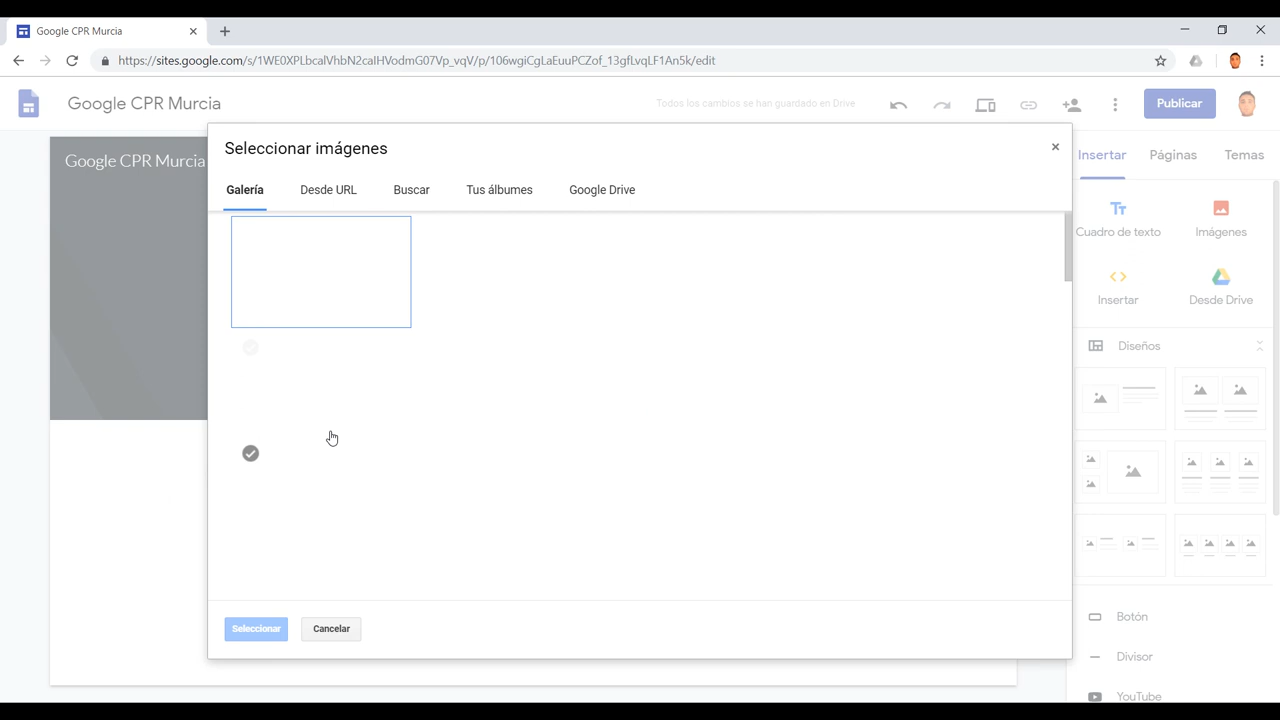 Google CPR Murcia
https://sites.google.com/s/1WE0XPLbcalVhbN2calHVodmG07Vp_vqV/p/106wgiCgLaEuuPCZof_13gfLvqLF1An5k/edit
Google CPR Murcia
Todos los cambios se han guardado en Drive
Publicar
Google CPR Murcia
Seleccionar imágenes
Galería
Desde URL
Buscar
Tus álbumes
Google Drive
Seleccionar
Cancelar
Insertar
Páginas
Temas
Cuadro de texto
Imágenes
Insertar
Desde Drive
Diseños
Botón
Divisor
YouTube